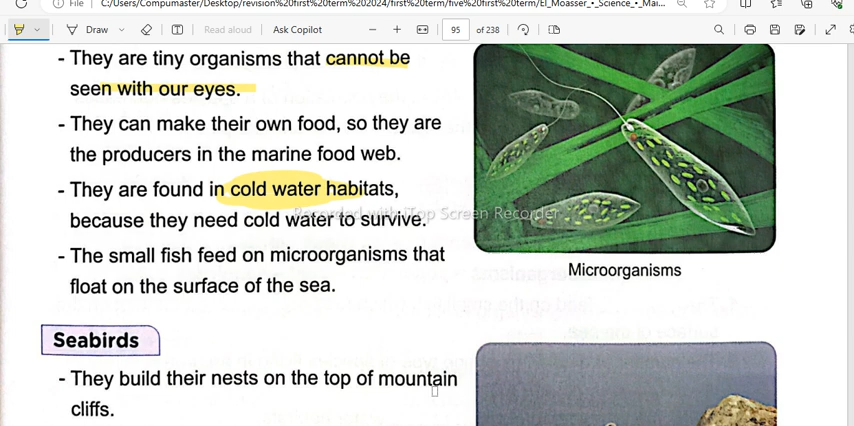 File
C:/Users/Compumaster/Desktop/revision%20first%20term%202024/first%20term/five%20first%20term/El_Moasser_•_Science_•_Mai...
Draw
Read aloud
Ask Copilot
95 of 238
- They are tiny organisms that cannot be
seen with our eyes.
- They can make their own food, so they are
the producers in the marine food web.
- They are found in cold water habitats,
because they need cold water to survive.
Recorded with iTop Screen Recorder
- The small fish feed on microorganisms that
float on the surface of the sea.
Microorganisms
Seabirds
- They build their nests on the top of mountain
cliffs.